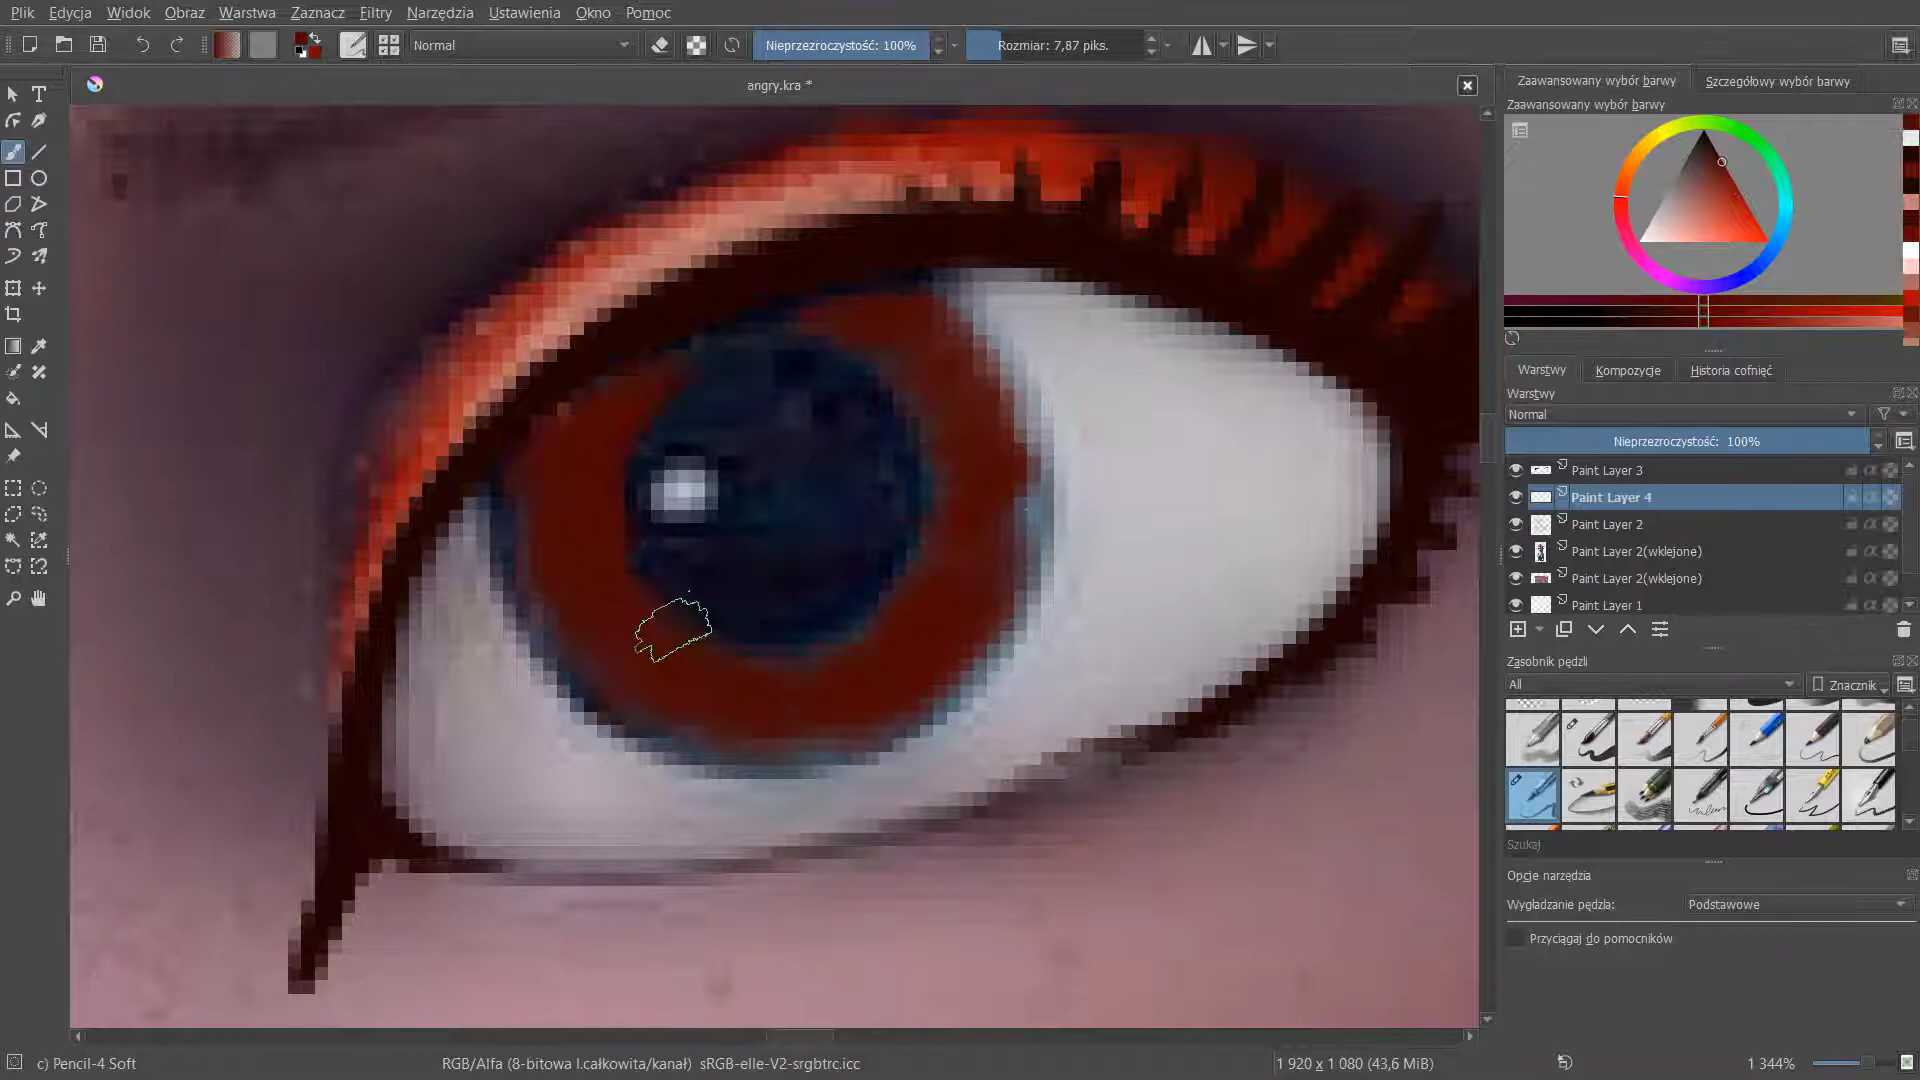 Plik Edycja Widok Obraz Warstwa Zaznacz Filtry Narzędzia Ustawienia Okno Pomoc
Normal Nieprzezroczystość: 100% Rozmiar: 7,87 piks.
angry.kra *
Zaawansowany wybór barwy Szczegółowy wybór barwy
Zaawansowany wybór barwy
Warstwy Kompozycje Historia cofnięć
Warstwy
Normal
Nieprzezroczystość: 100%
Paint Layer 3
Paint Layer 4
Paint Layer 2
Paint Layer 2(wklejone)
Paint Layer 2(wklejone)
Paint Layer 1
Zasobnik pędzli
All Znacznik
Szukaj
Opcje narzędzia
Wygładzanie pędzla: Podstawowe
Przyciągaj do pomocników
c) Pencil-4 Soft RGB/Alfa (8-bitowa l.całkowita/kanał) sRGB-elle-V2-srgbtrc.icc 1 920 x 1 080 (43,6 MiB) 1 344%